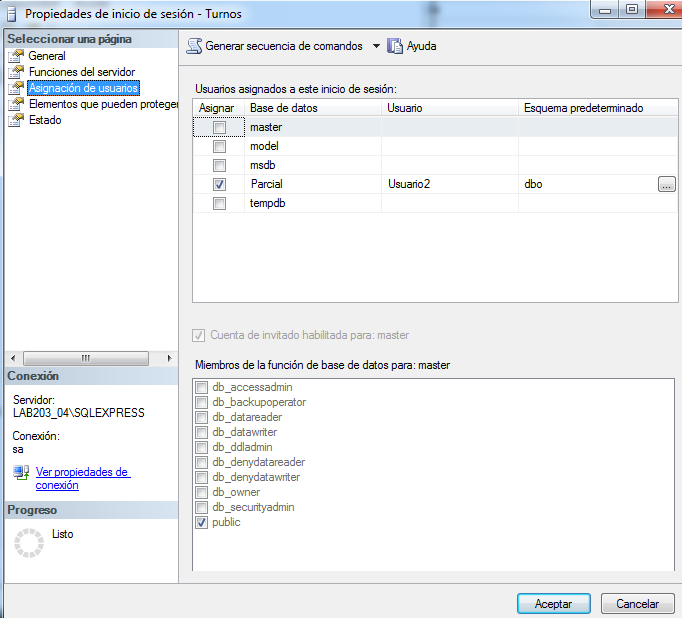 Propiedades de inicio de sesión - Turnos
Seleccionar una página
General
Funciones del servidor
Asignación de usuarios
Elementos que pueden proteger
Estado
Generar secuencia de comandos Ayuda
Usuarios asignados a este inicio de sesión:
Asignar Base de datos Usuario Esquema predeterminado
master
model
msdb
Parcial Usuario2 dbo ...
tempdb
Cuenta de invitado habilitada para: master
Miembros de la función de base de datos para: master
db_accessadmin
db_backupoperator
db_datareader
db_datawriter
db_ddladmin
db_denydatareader
db_denydatawriter
db_owner
db_securityadmin
public
Conexión
Servidor:
LAB203_04\SQLEXPRESS
Conexión:
sa
Ver propiedades de
conexión
Progreso
Listo
Aceptar Cancelar